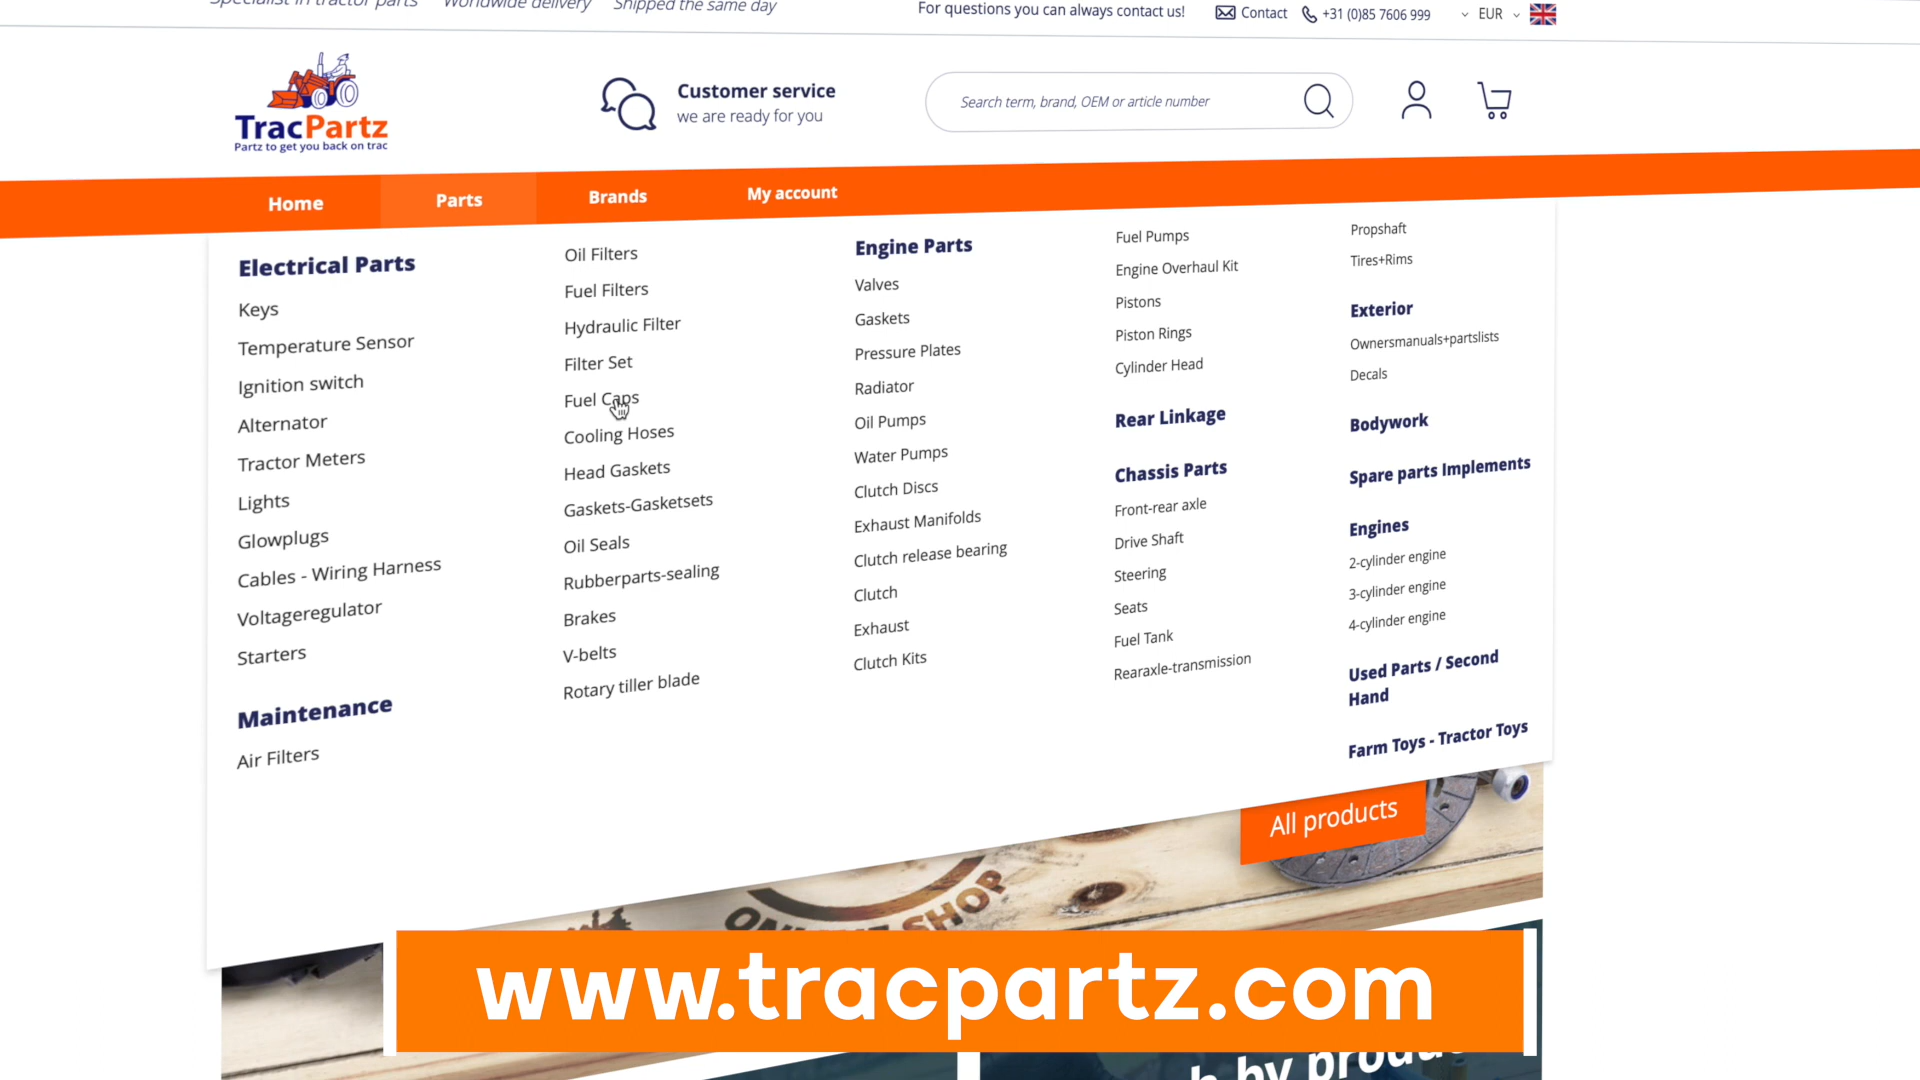 Specialist in tractor parts Worldwide delivery Shipped the same day
For questions you can always contact us! Contact +31 (0)85 7606 999 EUR
TracPartz
Partz to get you back on trac
Customer service
we are ready for you
Search term, brand, OEM or article number
Home Parts Brands My account
Electrical Parts
Keys
Temperature Sensor
Ignition switch
Alternator
Tractor Meters
Lights
Glowplugs
Cables - Wiring Harness
Voltageregulator
Starters
Maintenance
Air Filters
Oil Filters
Fuel Filters
Hydraulic Filter
Filter Set
Fuel Caps
Cooling Hoses
Head Gaskets
Gaskets-Gasketsets
Oil Seals
Rubberparts-sealing
Brakes
V-belts
Rotary tiller blade
Engine Parts
Valves
Gaskets
Pressure Plates
Radiator
Oil Pumps
Water Pumps
Clutch Discs
Exhaust Manifolds
Clutch release bearing
Clutch
Exhaust
Clutch Kits
Fuel Pumps
Engine Overhaul Kit
Pistons
Piston Rings
Cylinder Head
Rear Linkage
Chassis Parts
Front-rear axle
Drive Shaft
Steering
Seats
Fuel Tank
Rearaxle-transmission
Propshaft
Tires+Rims
Exterior
Ownersmanuals+partslists
Decals
Bodywork
Spare parts Implements
Engines
2-cylinder engine
3-cylinder engine
4-cylinder engine
Used Parts / Second
Hand
Farm Toys - Tractor Toys
All products
SHOP
www.tracpartz.com
by